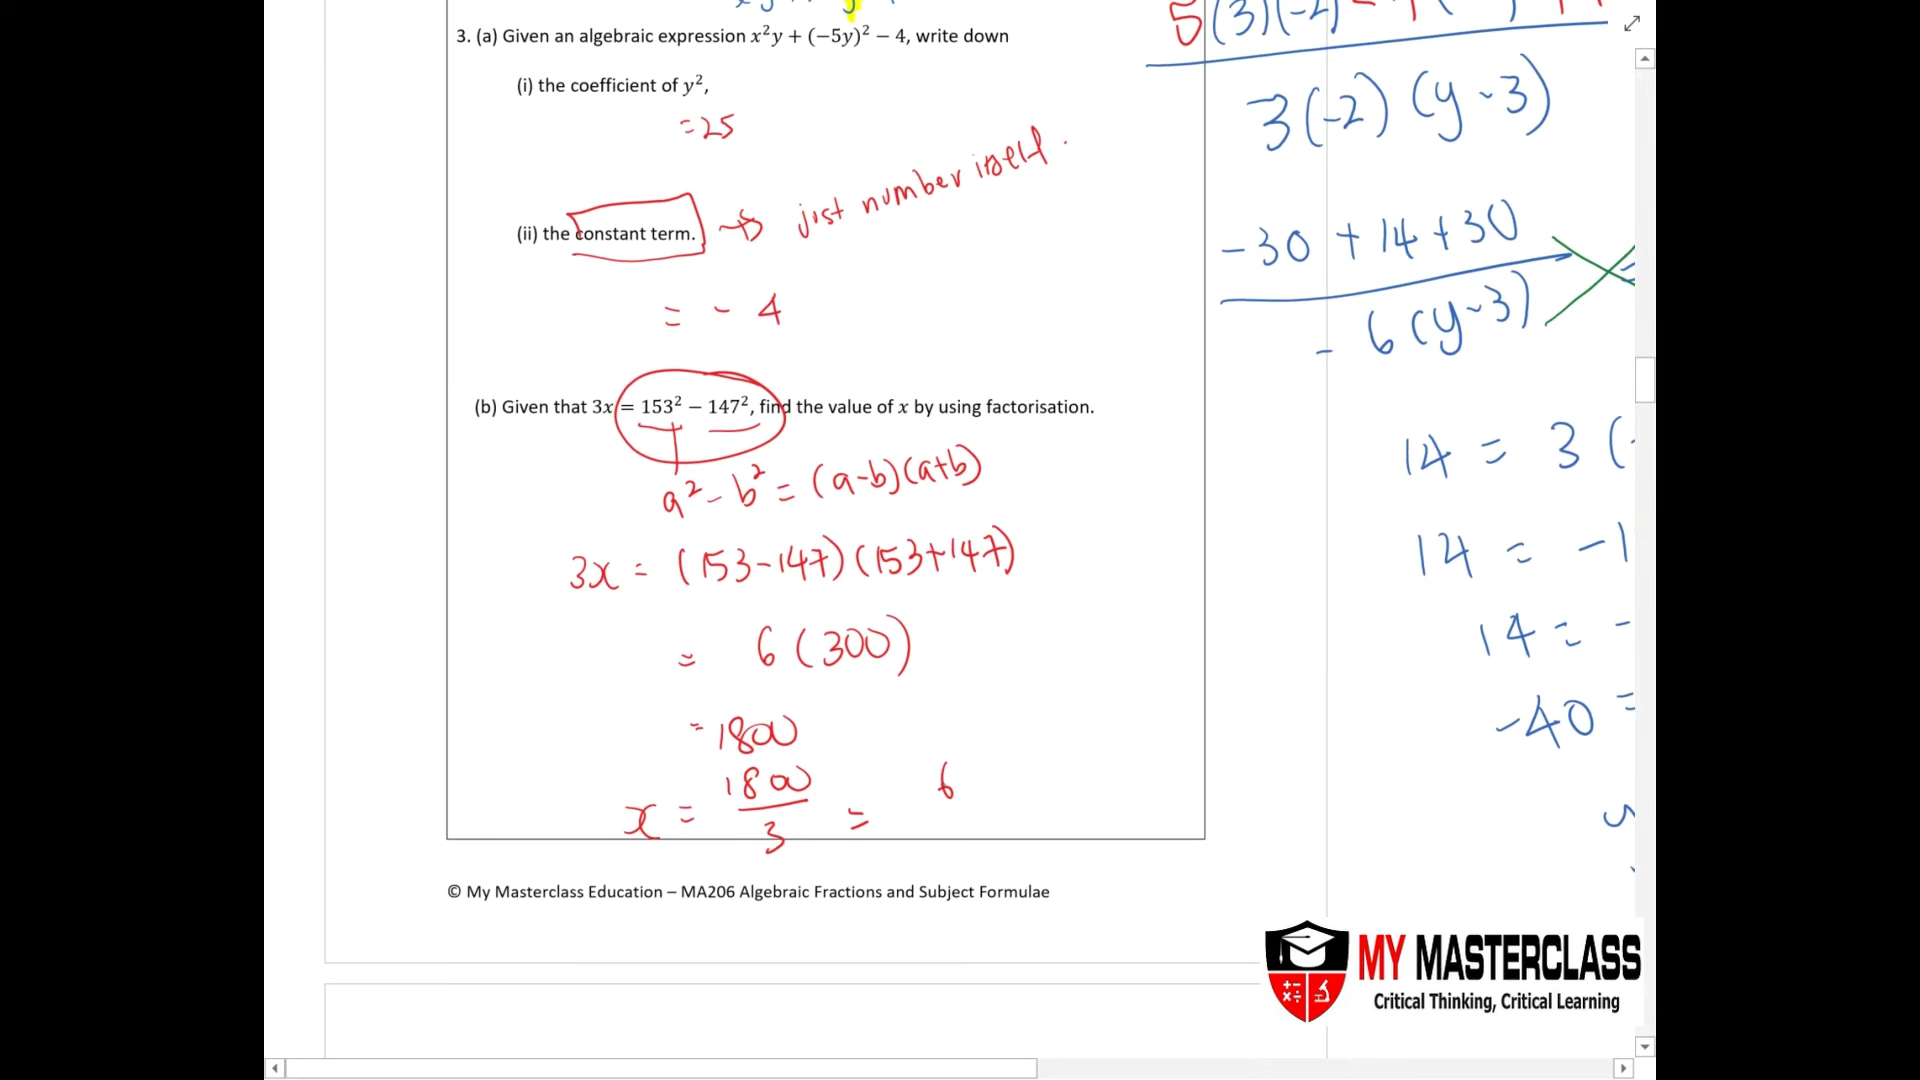 3. (a) Given an algebraic expression x²y + (−5y)² − 4, write down
(i) the coefficient of y²,
= 25
(ii) the constant term. → just number itself.
= - 4
(b) Given that 3x = 153² − 147², find the value of x by using factorisation.
a² - b² = (a-b)(a+b)
3x = (153-147)(153+147)
= 6 (300)
= 1800
x = 1800/3 = 6
© My Masterclass Education – MA206 Algebraic Fractions and Subject Formulae
5(3)(-2)
3(-2) (y-3)
-30 + 14 + 30
- 6 (y-3)
14 = 3 (
14 = -1
14 = -
-40 =
MY MASTERCLASS
Critical Thinking, Critical Learning